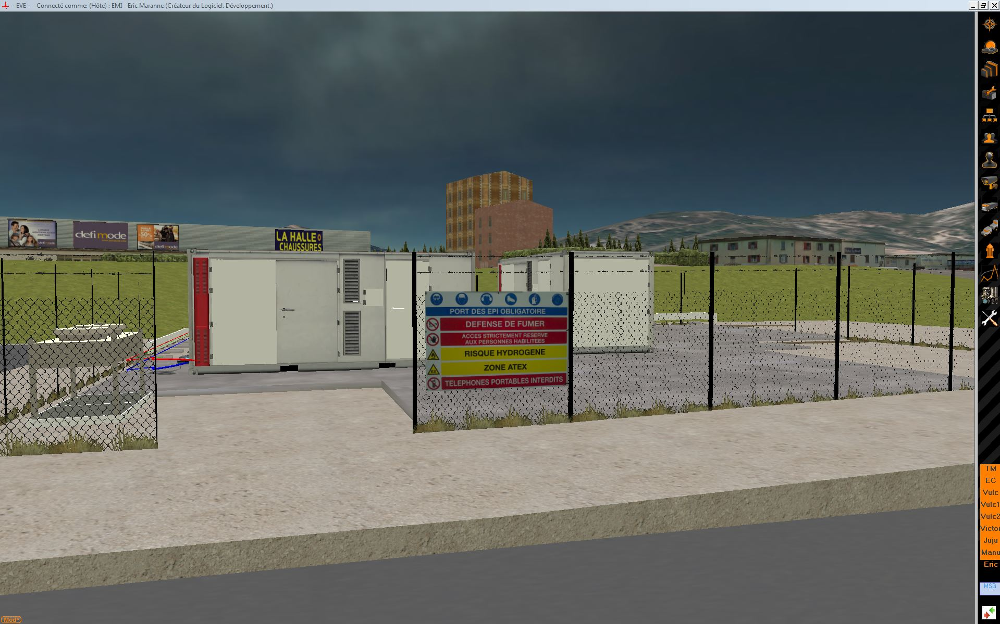 - EVE -    Connecté comme: (Hôte) : EMI - Eric Maranne (Créateur du Logiciel. Développement.)
defimode
-50%
defimode
LA HALLE
CHAUSSURES
PORT DES EPI OBLIGATOIRE
DEFENSE DE FUMER
ACCES STRICTEMENT RESERVE
AUX PERSONNES HABILITEES
RISQUE HYDROGENE
EX
ZONE ATEX
TELEPHONES PORTABLES INTERDITS
TM
EC
Vulc
Vulc1
Vulc2
Victor
Juju
Manu
Eric
MSG
Mod^